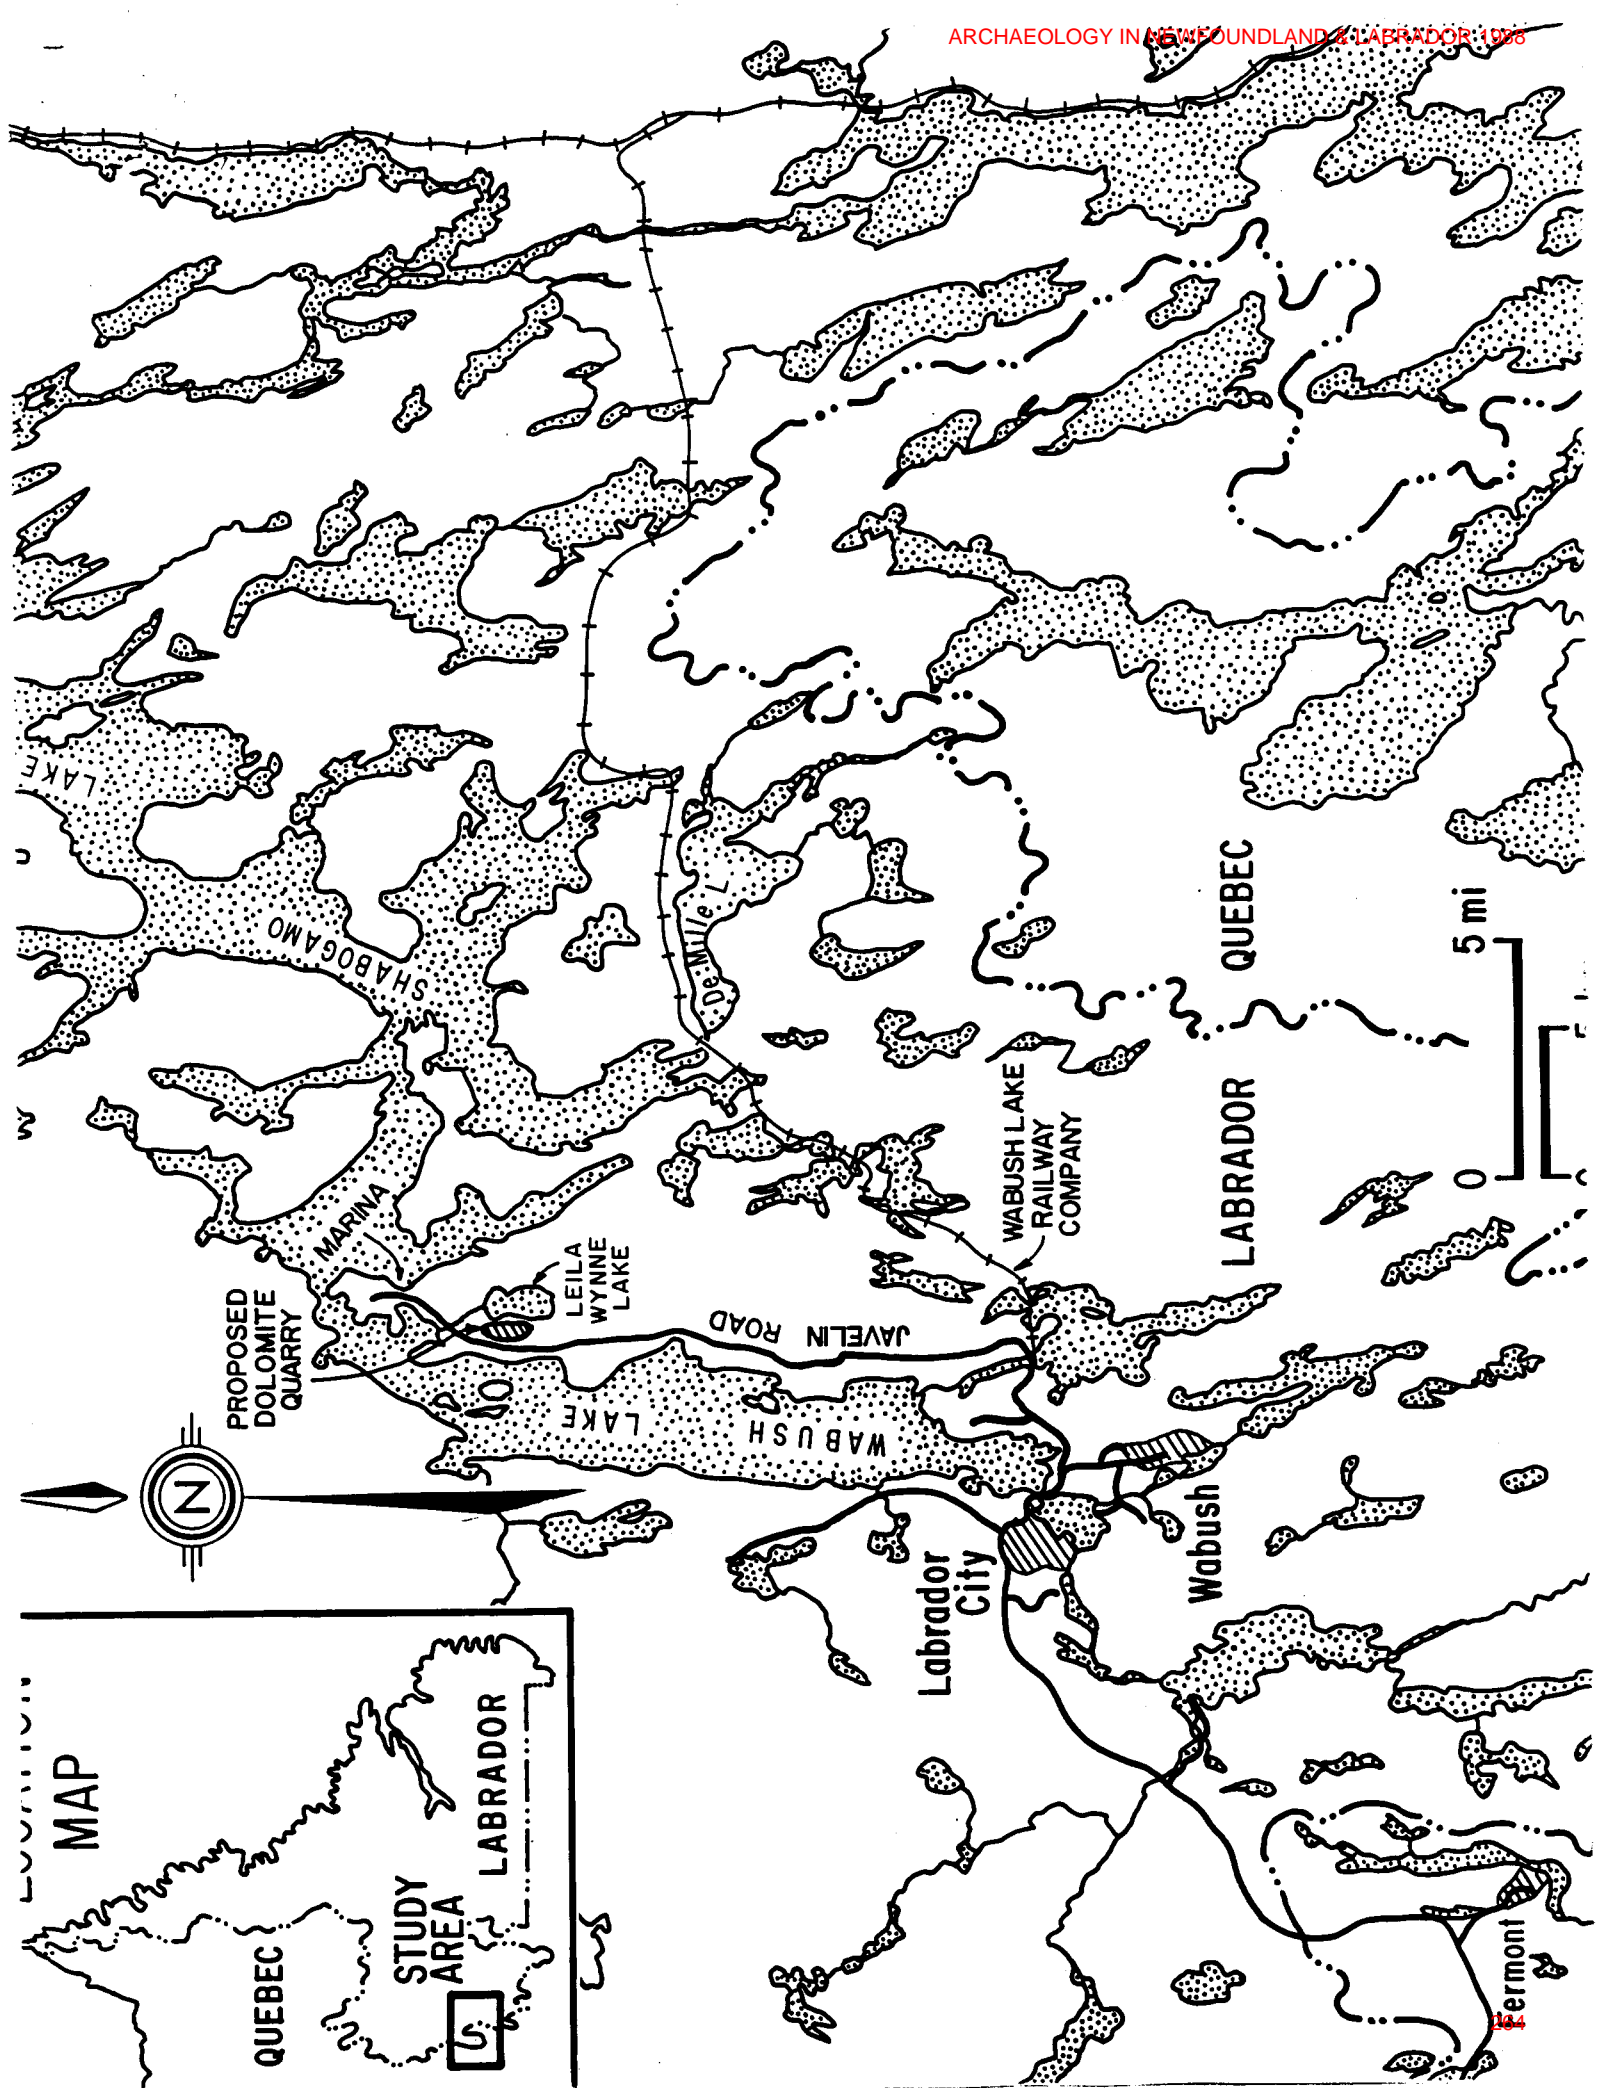 ARCHAEOLOGY IN NEWFOUNDLAND & LABRADOR 1988
MAP
QUEBEC
STUDY
AREA
LABRADOR
N
PROPOSED
DOLOMITE
QUARRY
MARINA
LEILA
WYNNE
LAKE
SHABOGAMO
LAKE
De Mille L
JAVELIN ROAD
WABUSH
LAKE
WABUSH LAKE
RAILWAY
COMPANY
Labrador
City
Wabush
LABRADOR
QUEBEC
0
5 mi
264